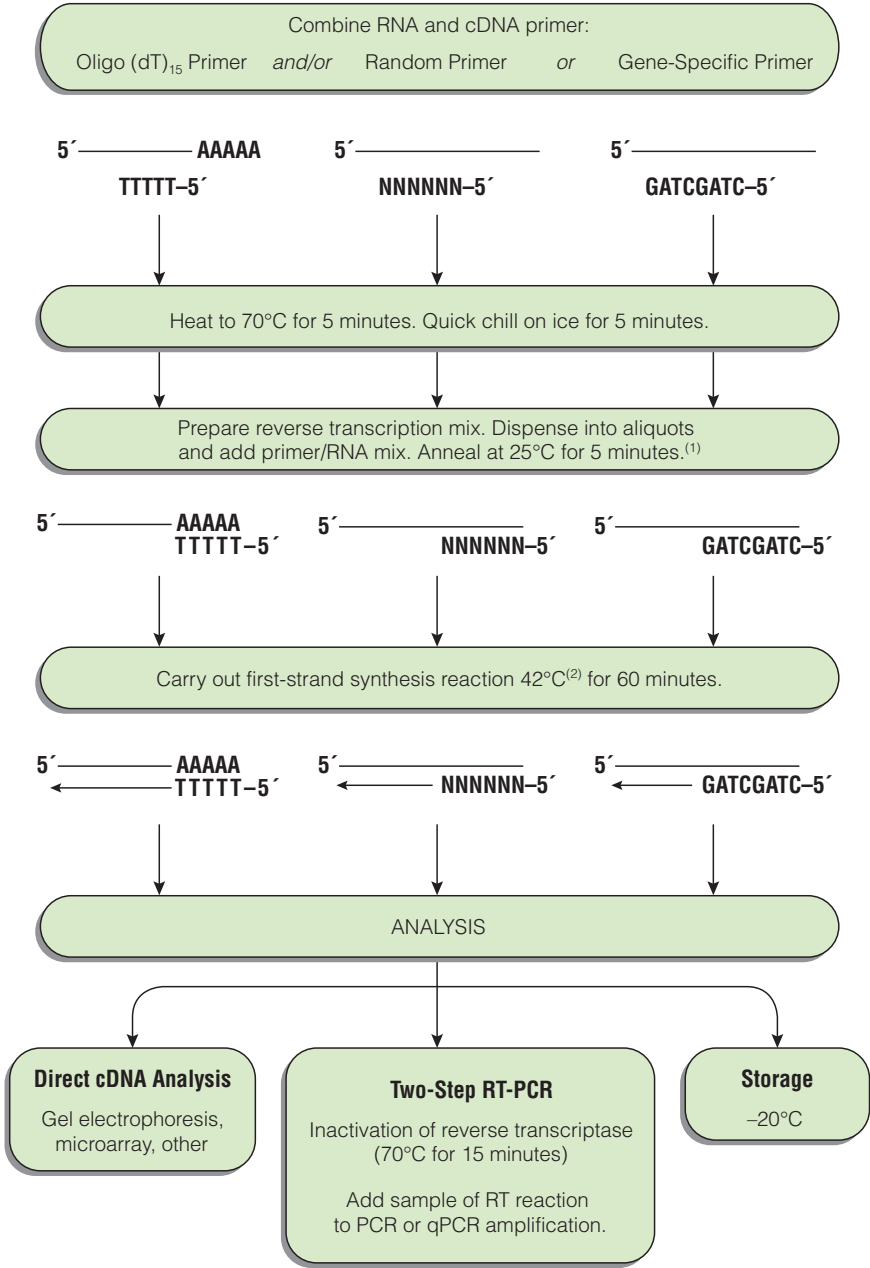 Combine RNA and cDNA primer:
Oligo (dT)₁₅ Primer and/or Random Primer or Gene-Specific Primer
5´ AAAAA 5´ 5´
TTTTT–5´ NNNNNN–5´ GATCGATC–5´
Heat to 70°C for 5 minutes. Quick chill on ice for 5 minutes.
Prepare reverse transcription mix. Dispense into aliquots
and add primer/RNA mix. Anneal at 25°C for 5 minutes.⁽¹⁾
5´ AAAAA 5´ 5´
TTTTT–5´ NNNNNN–5´ GATCGATC–5´
Carry out first-strand synthesis reaction 42°C⁽²⁾ for 60 minutes.
5´ AAAAA 5´ 5´
TTTTT–5´ NNNNNN–5´ GATCGATC–5´
ANALYSIS
Direct cDNA Analysis
Gel electrophoresis,
microarray, other
Two-Step RT-PCR
Inactivation of reverse transcriptase
(70°C for 15 minutes)
Add sample of RT reaction
to PCR or qPCR amplification.
Storage
–20°C